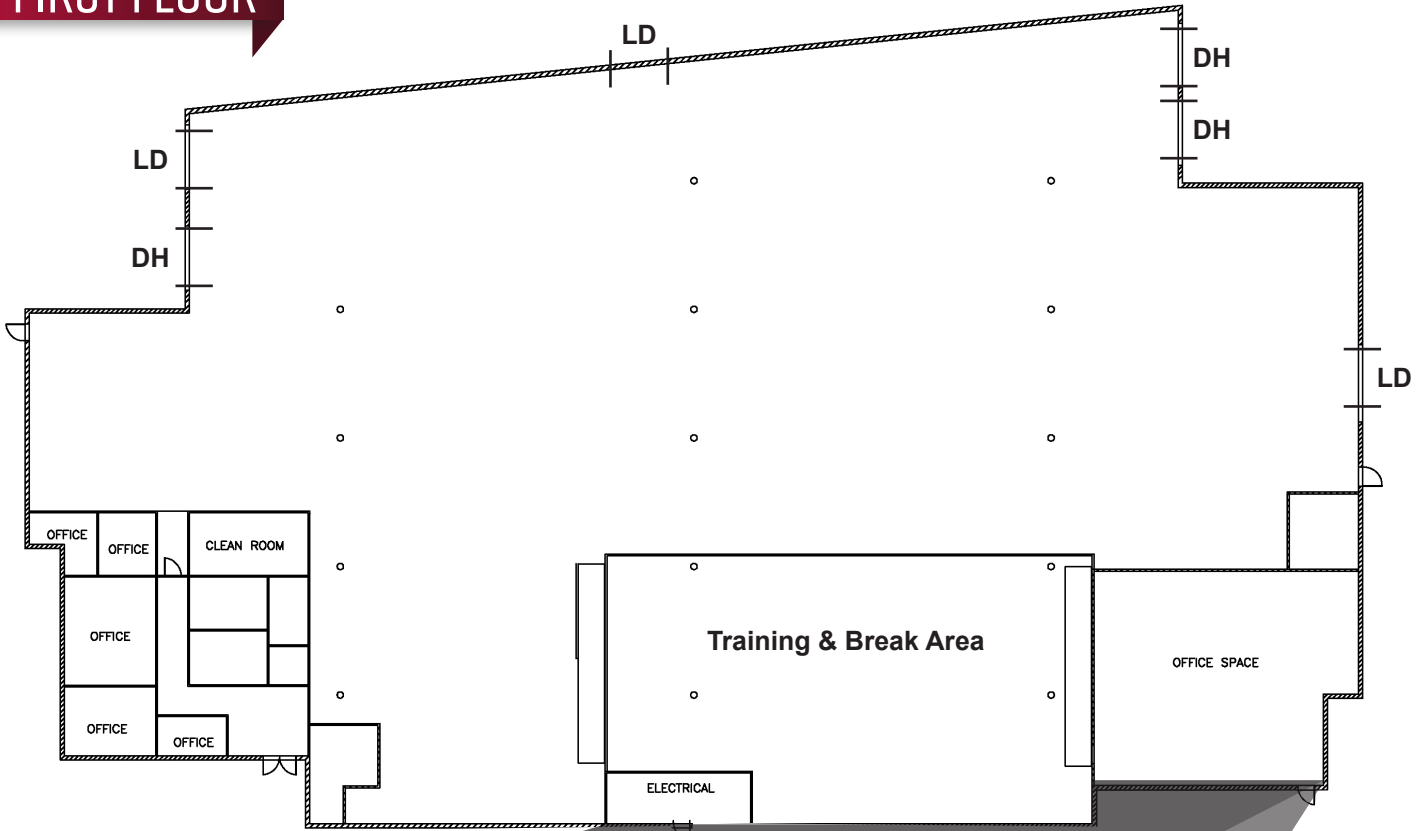 FIRST FLOOR
LD
DH
DH
LD
DH
LD
OFFICE
OFFICE
CLEAN ROOM
OFFICE
Training & Break Area
OFFICE SPACE
OFFICE
OFFICE
ELECTRICAL